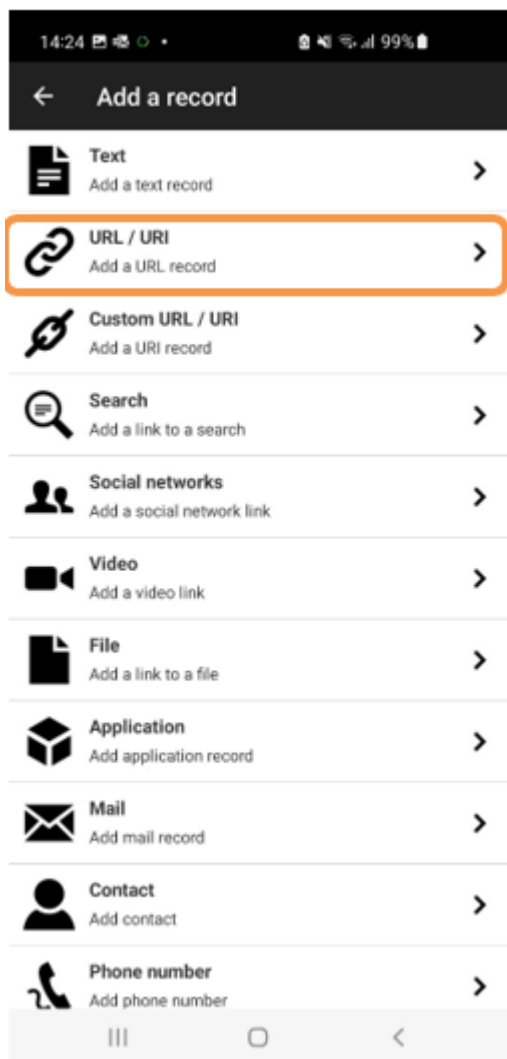 14:24 99%
Add a record
Text
Add a text record
URL / URI
Add a URL record
Custom URL / URI
Add a URI record
Search
Add a link to a search
Social networks
Add a social network link
Video
Add a video link
File
Add a link to a file
Application
Add application record
Mail
Add mail record
Contact
Add contact
Phone number
Add phone number